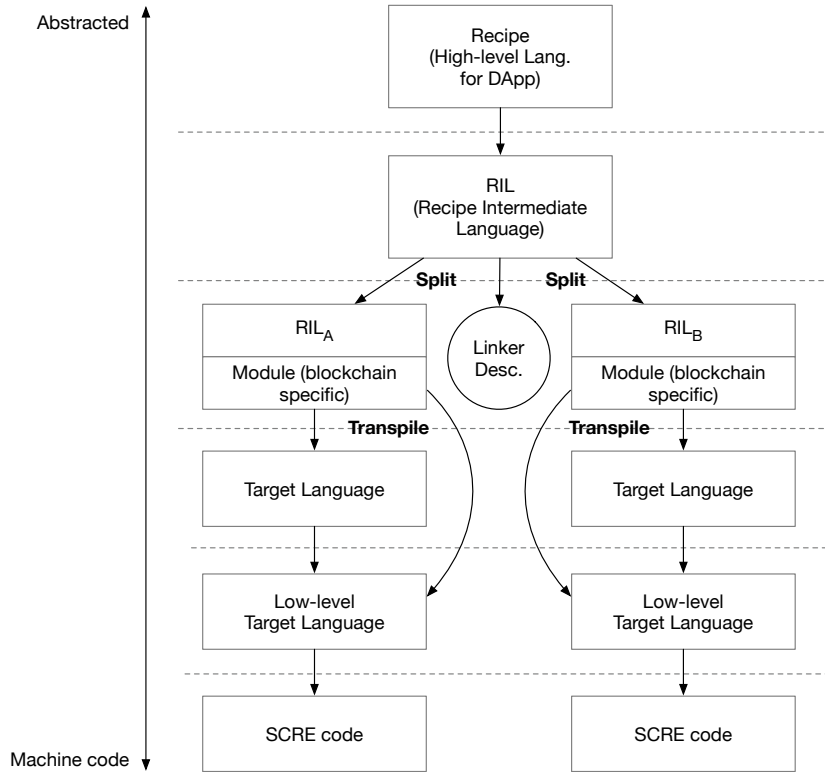 Abstracted
Recipe
(High-level Lang.
for DApp)
RIL
(Recipe Intermediate
Language)
Split
Split
RILA
Module (blockchain
specific)
Linker
Desc.
RILB
Module (blockchain
specific)
Transpile
Transpile
Target Language
Target Language
Low-level
Target Language
Low-level
Target Language
SCRE code
SCRE code
Machine code